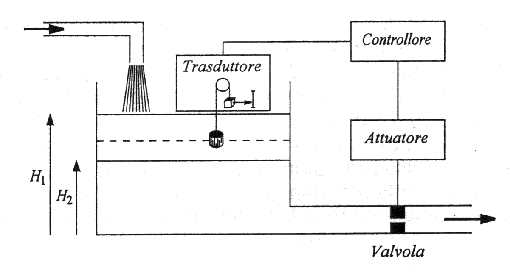 Controllore
Trasduttore
I
Attuatore
H1
H2
Valvola